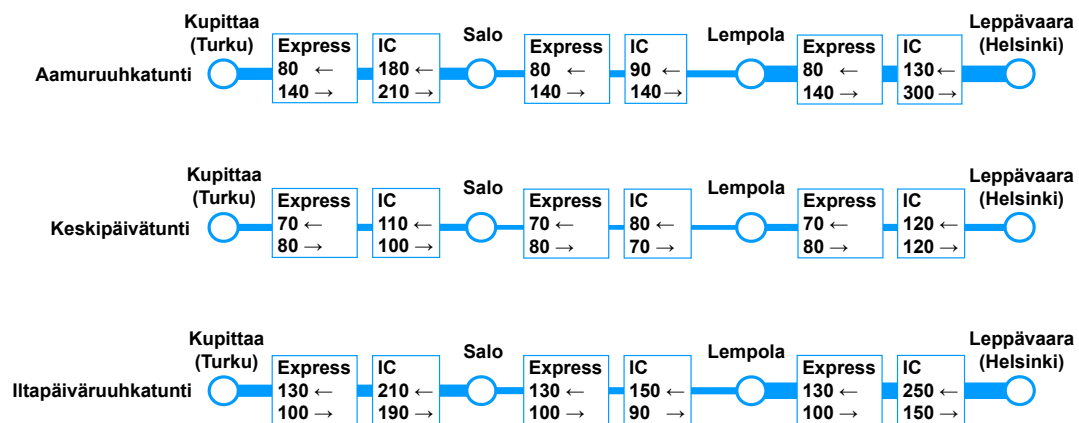 Kupittaa
(Turku)
Salo
Lempola
Leppävaara
(Helsinki)
Aamuruuhkatunti
Express
80 ←
140 →
IC
180 ←
210 →
Express
80 ←
140 →
IC
90 ←
140 →
Express
80 ←
140 →
IC
130 ←
300 →
Kupittaa
(Turku)
Salo
Lempola
Leppävaara
(Helsinki)
Keskipäivätunti
Express
70 ←
80 →
IC
110 ←
100 →
Express
70 ←
80 →
IC
80 ←
70 →
Express
70 ←
80 →
IC
120 ←
120 →
Kupittaa
(Turku)
Salo
Lempola
Leppävaara
(Helsinki)
Iltapäiväruuhkatunti
Express
130 ←
100 →
IC
210 ←
190 →
Express
130 ←
100 →
IC
150 ←
90 →
Express
130 ←
100 →
IC
250 ←
150 →